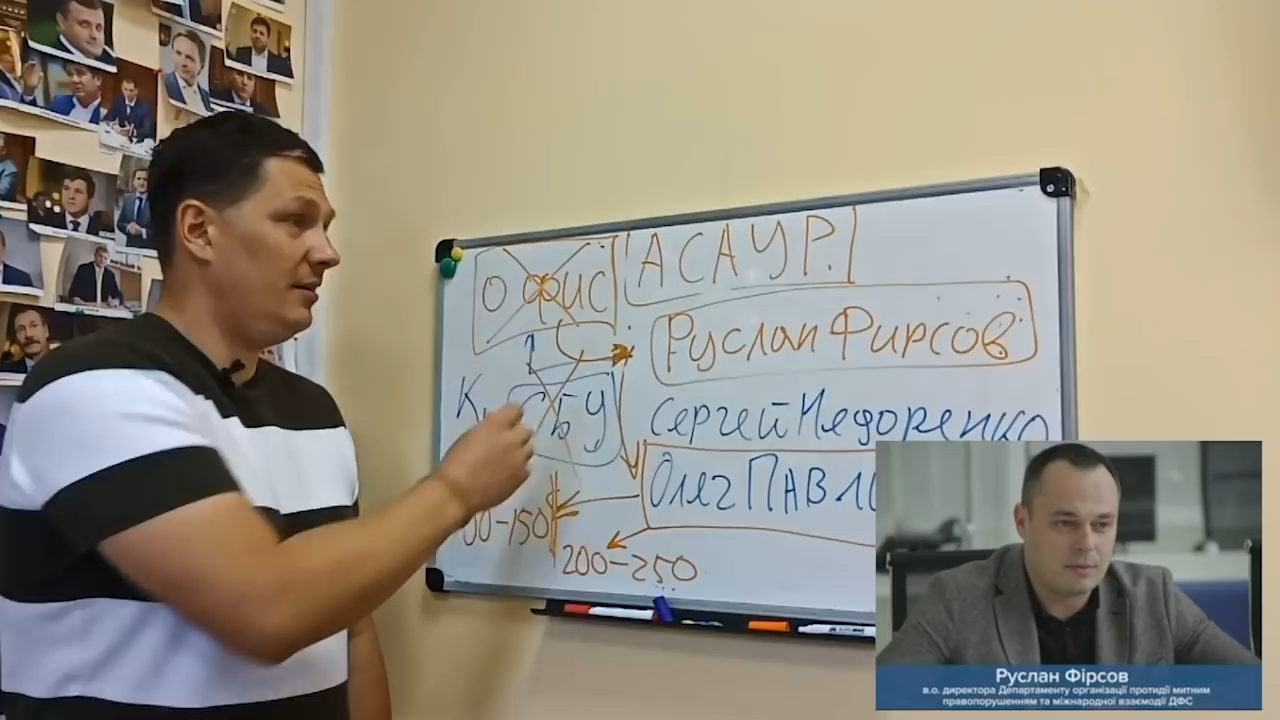 Офис
АСАУР.
Руслан Фирсов
СБУ
Сергей Недоренко
Олег ПАВЛ
00-150
200-250
Руслан Фірсов
в.о. директора Департаменту організації протидії митним
правопорушенням та міжнародної взаємодії ДФС